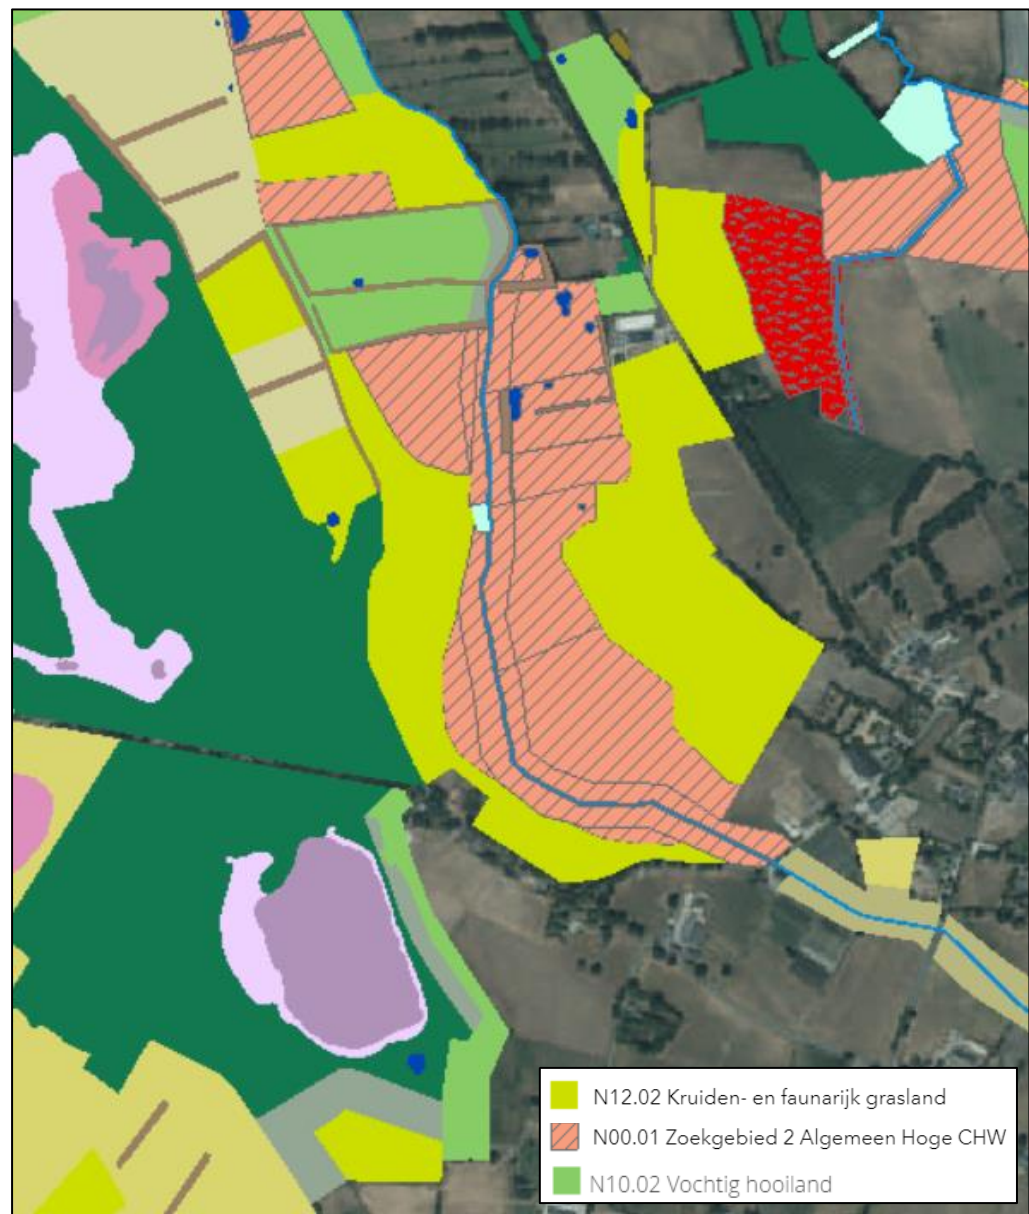 N12.02 Kruiden- en faunarijk grasland
N00.01 Zoekgebied 2 Algemeen Hoge CHW
N10.02 Vochtig hooiland